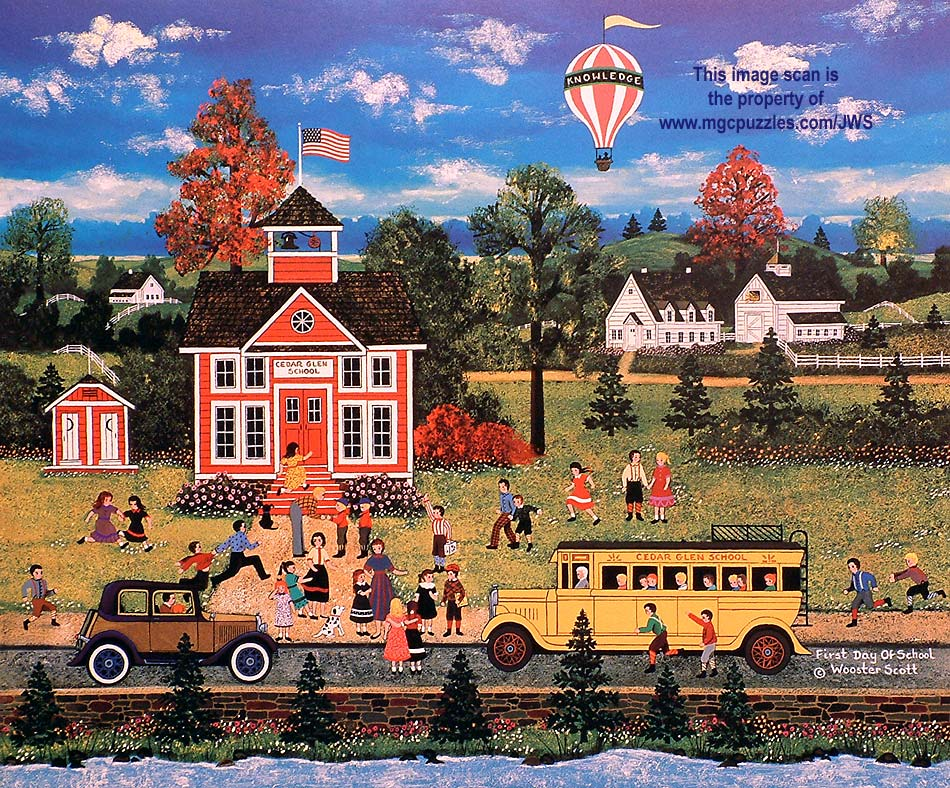 KNOWLEDGE
This image scan is
the property of
www.mgcpuzzles.com/JWS
CEDAR GLEN
SCHOOL
CEDAR GLEN SCHOOL
First Day Of School
© Wooster Scott